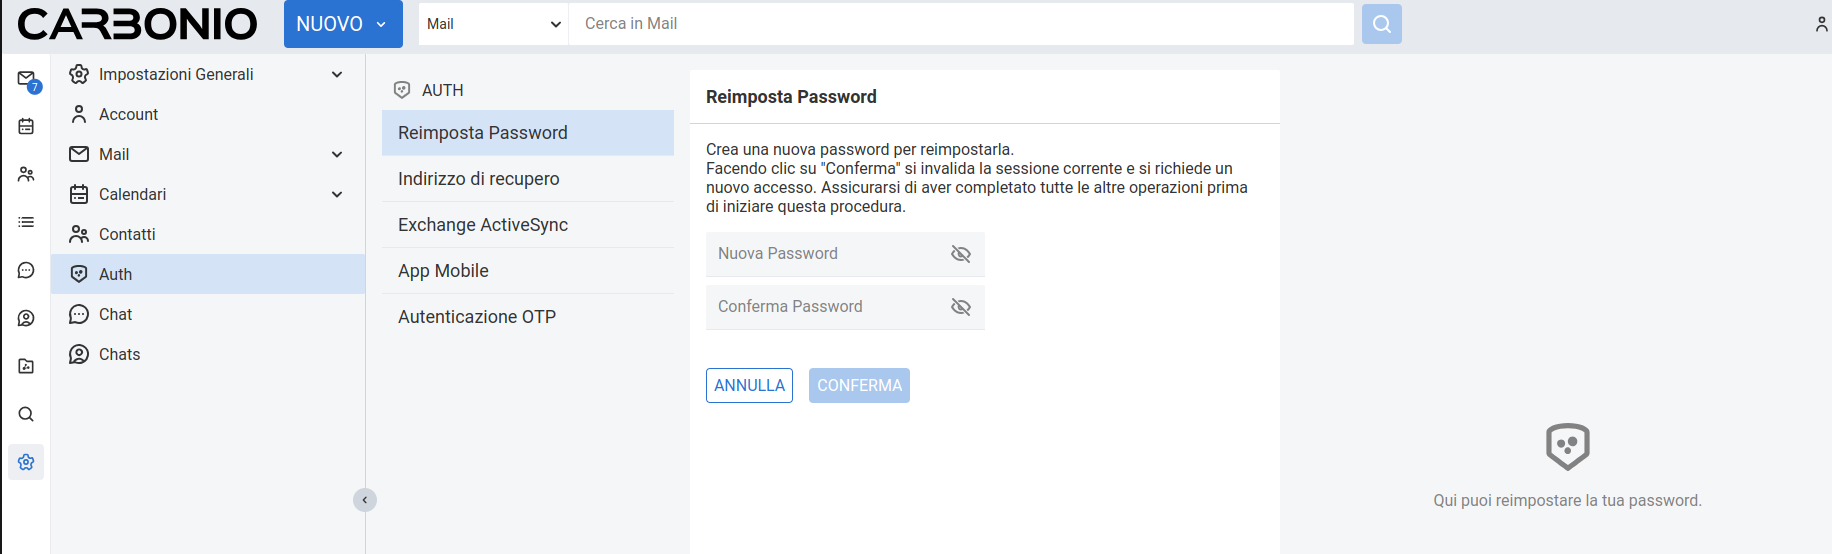 CARBONIO
NUOVO
Mail
Cerca in Mail
7
Impostazioni Generali
Account
Mail
Calendari
Contatti
Auth
Chat
Chats
AUTH
Reimposta Password
Indirizzo di recupero
Exchange ActiveSync
App Mobile
Autenticazione OTP
Reimposta Password
Crea una nuova password per reimpostarla.
Facendo clic su "Conferma" si invalida la sessione corrente e si richiede un
nuovo accesso. Assicurarsi di aver completato tutte le altre operazioni prima
di iniziare questa procedura.
Nuova Password
Conferma Password
ANNULLA
CONFERMA
Qui puoi reimpostare la tua password.